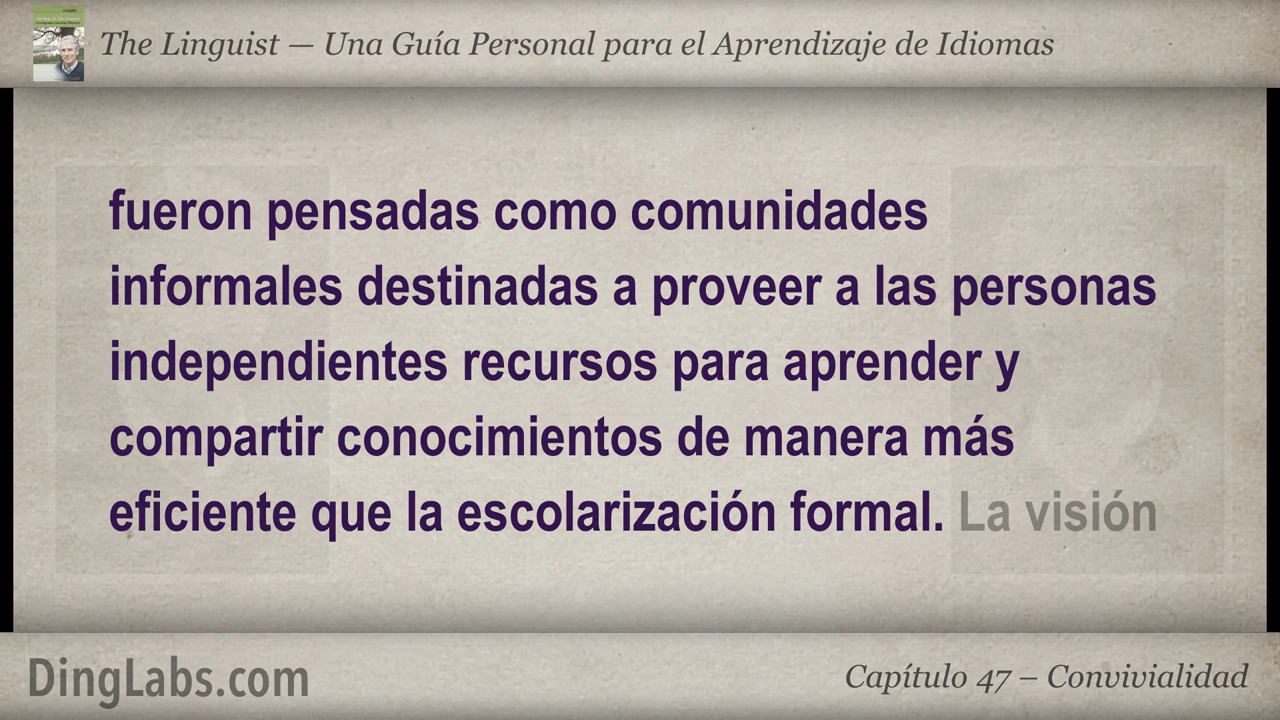 The Linguist — Una Guía Personal para el Aprendizaje de Idiomas
fueron pensadas como comunidades
informales destinadas a proveer a las personas
independientes recursos para aprender y
compartir conocimientos de manera más
eficiente que la escolarización formal. La visión
DingLabs.com
Capítulo 47 – Convivialidad